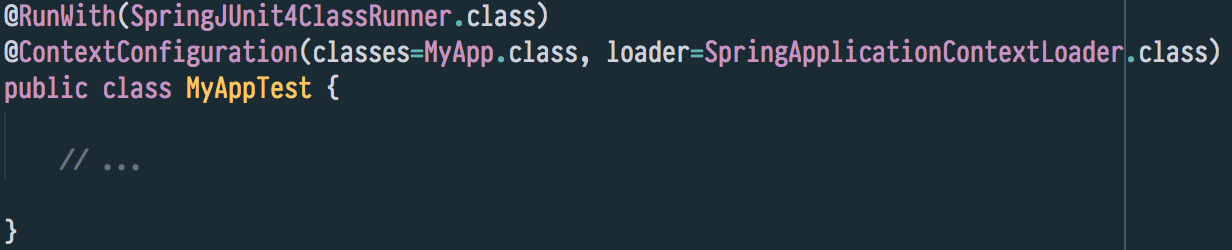 @RunWith(SpringJUnit4ClassRunner.class)
@ContextConfiguration(classes=MyApp.class, loader=SpringApplicationContextLoader.class)
public class MyAppTest {
// ...
}